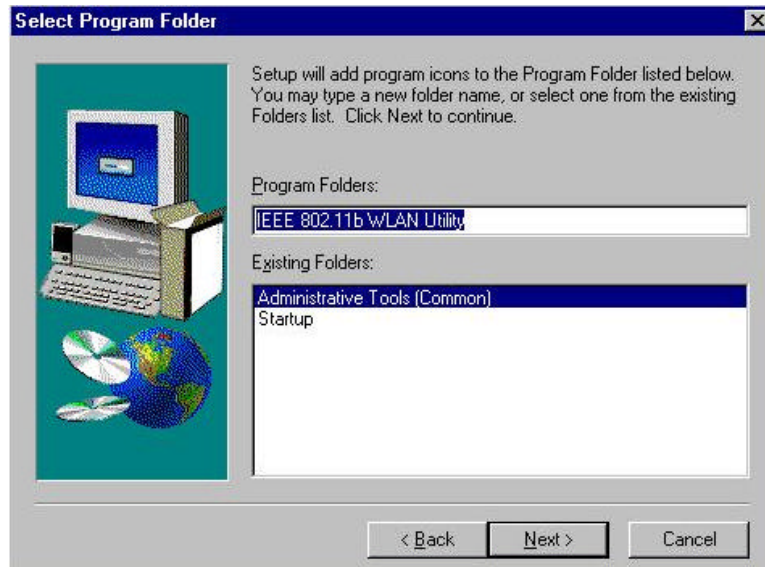 Select Program Folder
Setup will add program icons to the Program Folder listed below.
You may type a new folder name, or select one from the existing
Folders list. Click Next to continue.
Program Folders:
IEEE 802.11b WLAN Utility
Existing Folders:
Administrative Tools (Common)
Startup
< Back
Next >
Cancel